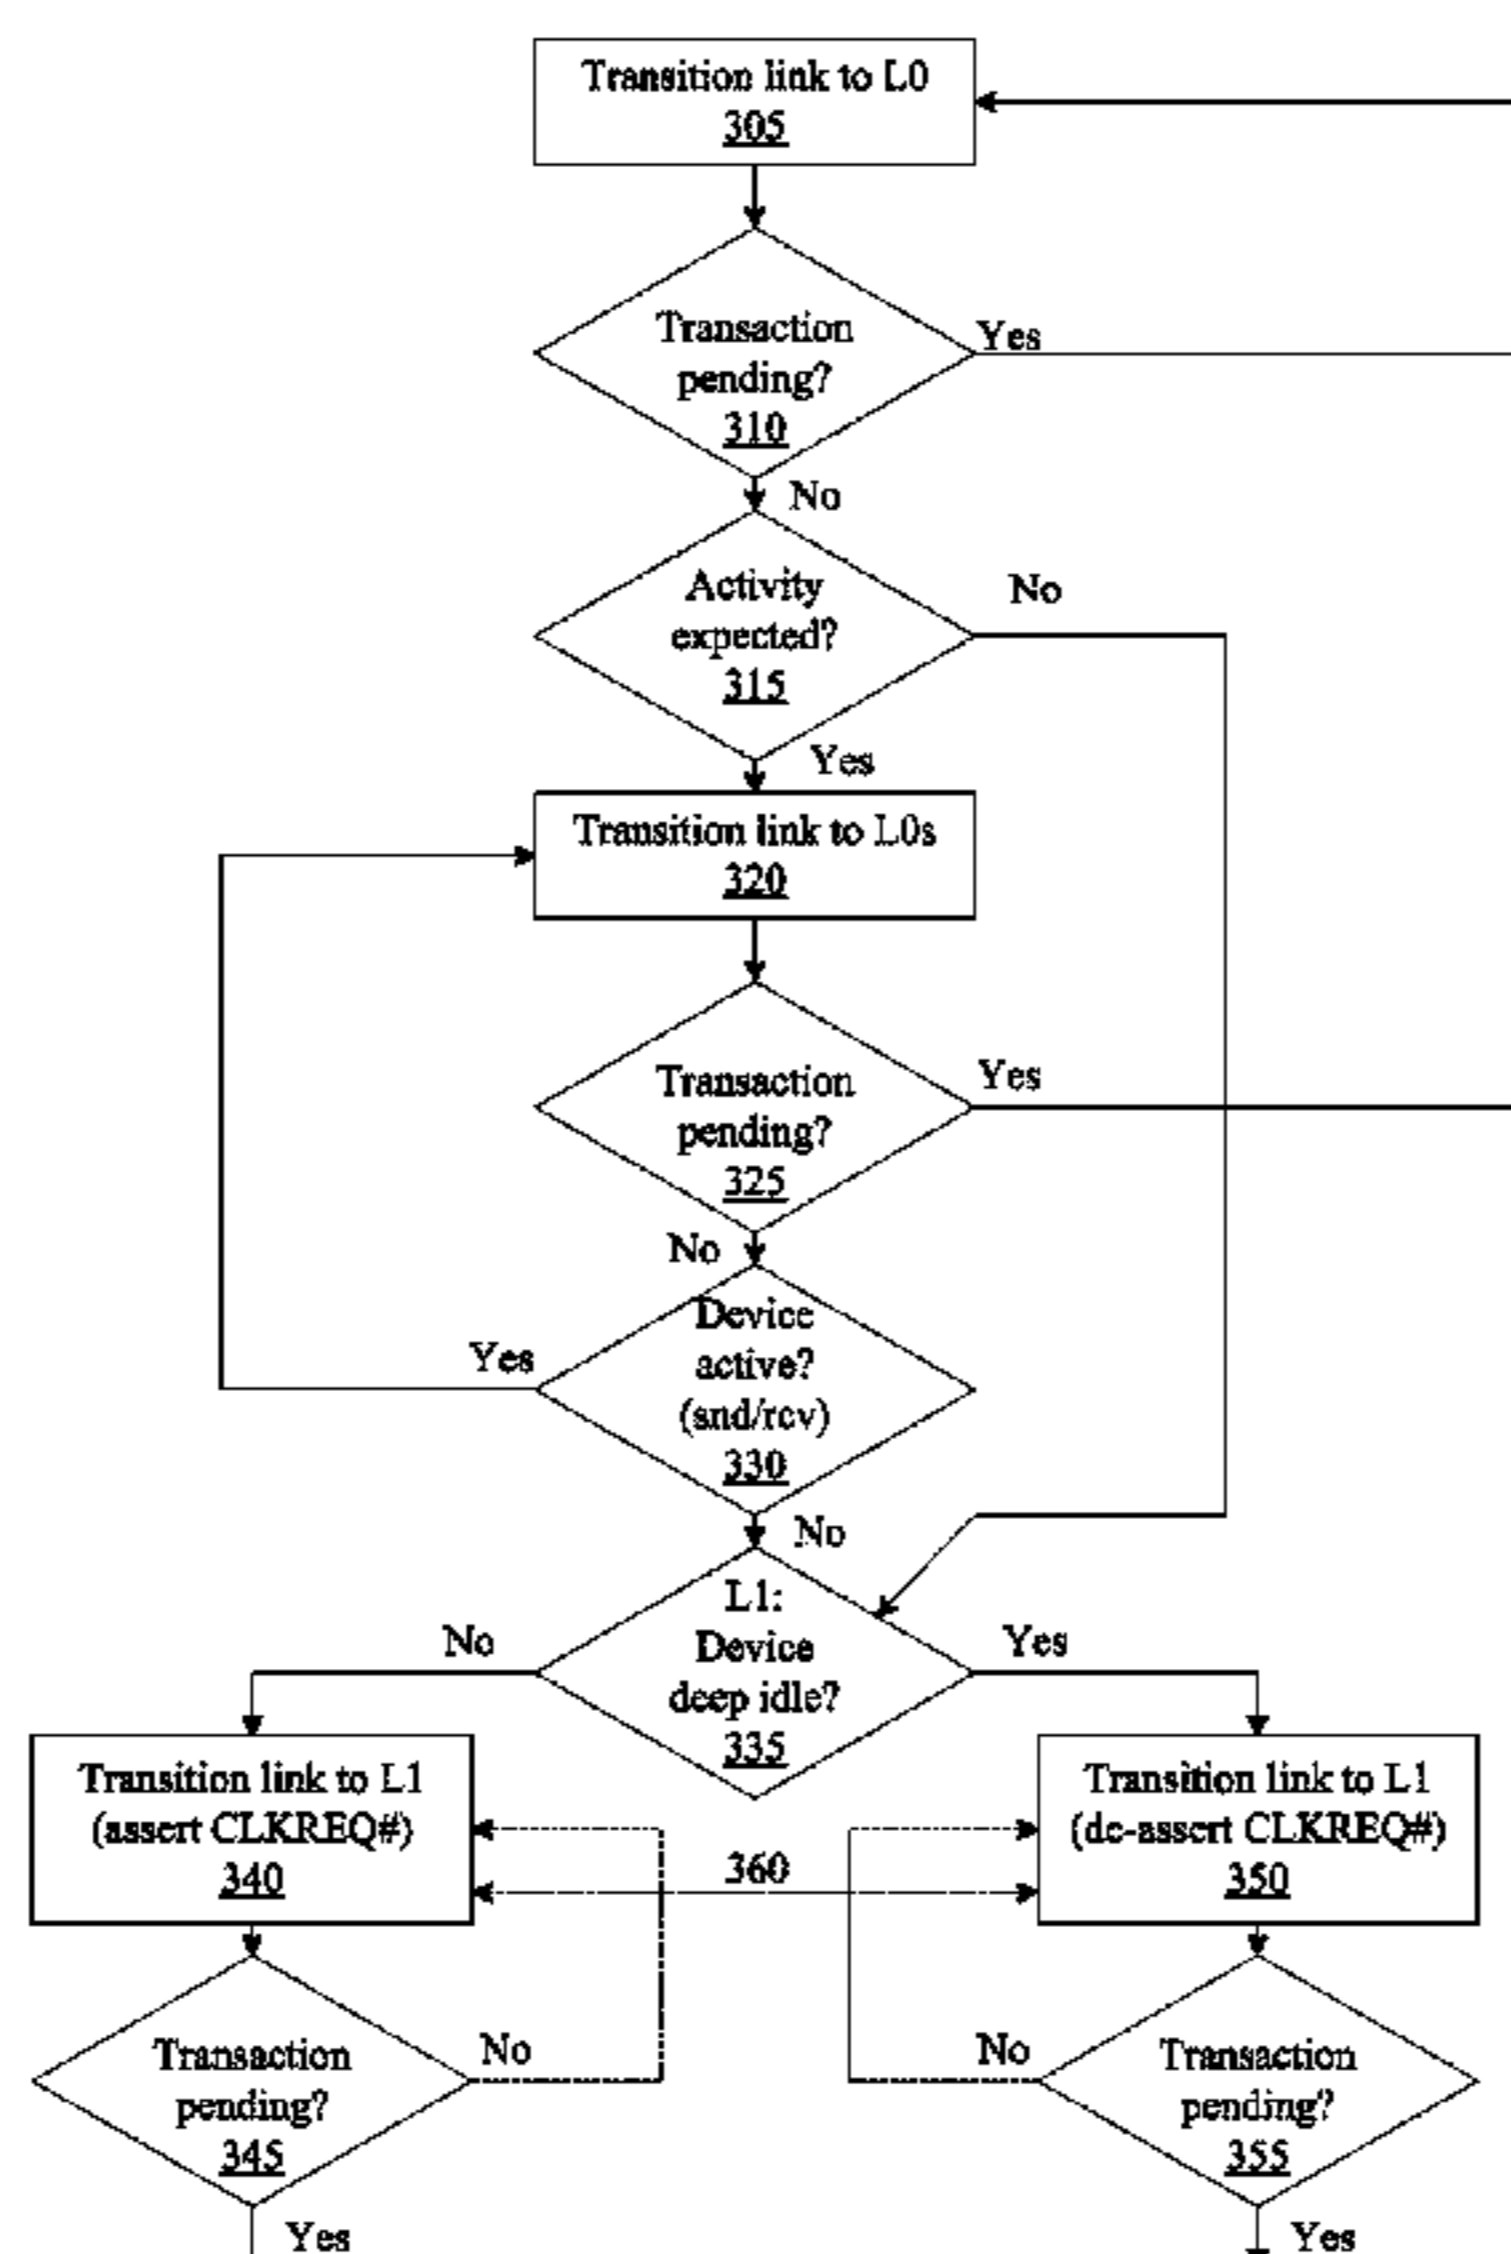 Transition link to L0
305
Transaction
pending?
310
Yes
No
Activity
expected?
315
No
Yes
Transition link to L0s
320
Transaction
pending?
325
Yes
No
Device
active?
(snd/rcv)
330
Yes
No
L1:
Device
deep idle?
335
No
Yes
Transition link to L1
(assert CLKREQ#)
340
360
Transition link to L1
(de-assert CLKREQ#)
350
Transaction
pending?
345
No
Yes
No
Transaction
pending?
355
Yes